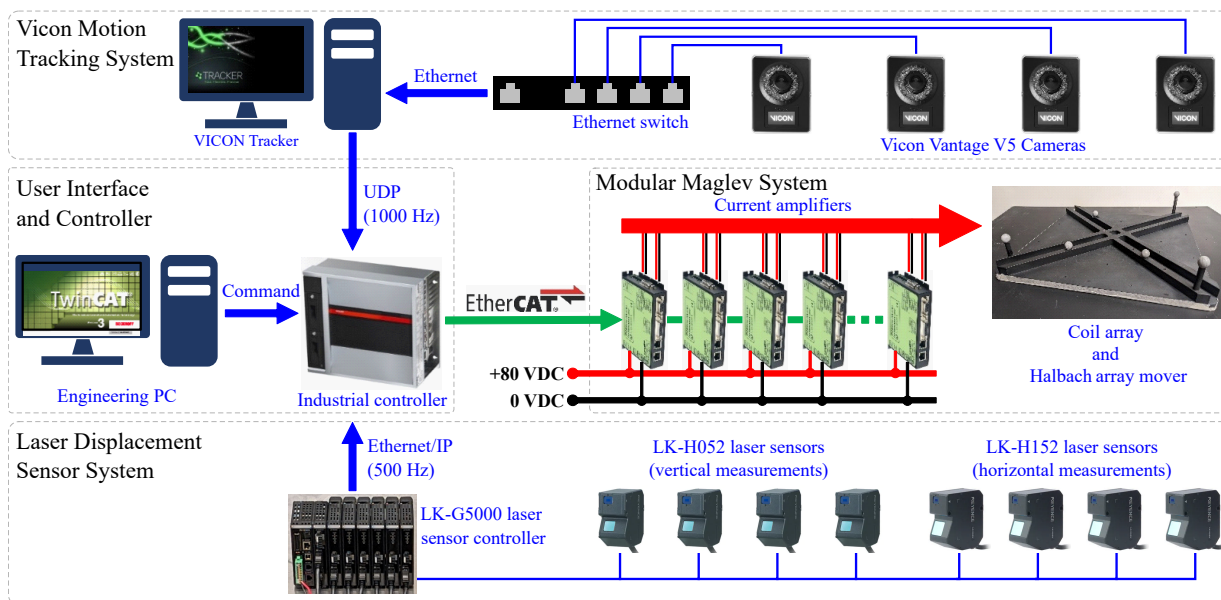 Vicon Motion
Tracking System
TRACKER
VICON Tracker
Ethernet
Ethernet switch
VICON
VICON
VICON
VICON
Vicon Vantage V5 Cameras
User Interface
and Controller
UDP
(1000 Hz)
TwinCAT
3
Engineering PC
Command
Industrial controller
EtherCAT
Modular Maglev System
Current amplifiers
+80 VDC
0 VDC
Coil array
and
Halbach array mover
Laser Displacement
Sensor System
Ethernet/IP
(500 Hz)
LK-G5000 laser
sensor controller
LK-H052 laser sensors
(vertical measurements)
LK-H152 laser sensors
(horizontal measurements)